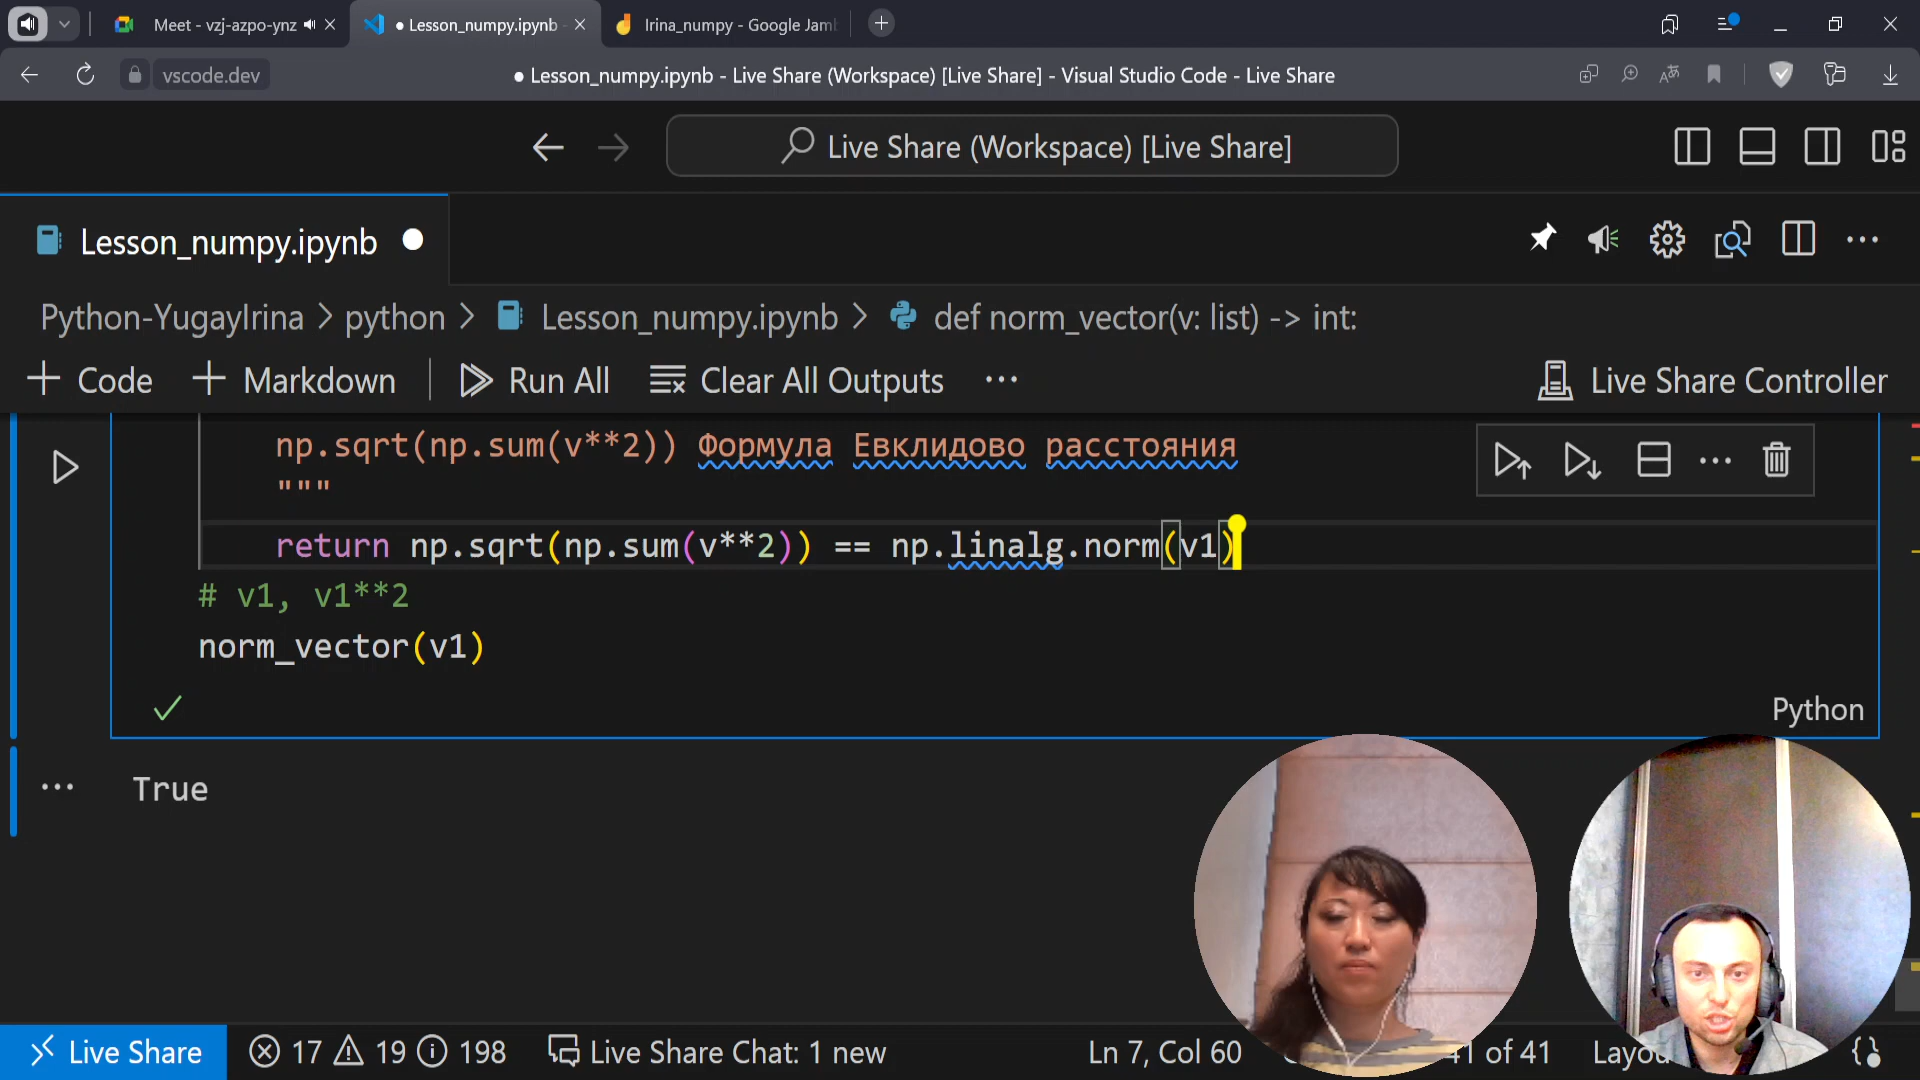 Meet - vzj-azpo-ynz
Lesson_numpy.ipynb -
Irina_numpy - Google Jam
vscode.dev
● Lesson_numpy.ipynb - Live Share (Workspace) [Live Share] - Visual Studio Code - Live Share
Live Share (Workspace) [Live Share]
Lesson_numpy.ipynb
Python-YugayIrina > python > Lesson_numpy.ipynb > def norm_vector(v: list) -> int:
+ Code + Markdown Run All Clear All Outputs ... Live Share Controller
np.sqrt(np.sum(v**2)) Формула Евклидово расстояния
"""
return np.sqrt(np.sum(v**2)) == np.linalg.norm(v1)
# v1, v1**2
norm_vector(v1)
Python
True
Live Share 17 19 198 Live Share Chat: 1 new Ln 7, Col 60 41 of 41 Layou